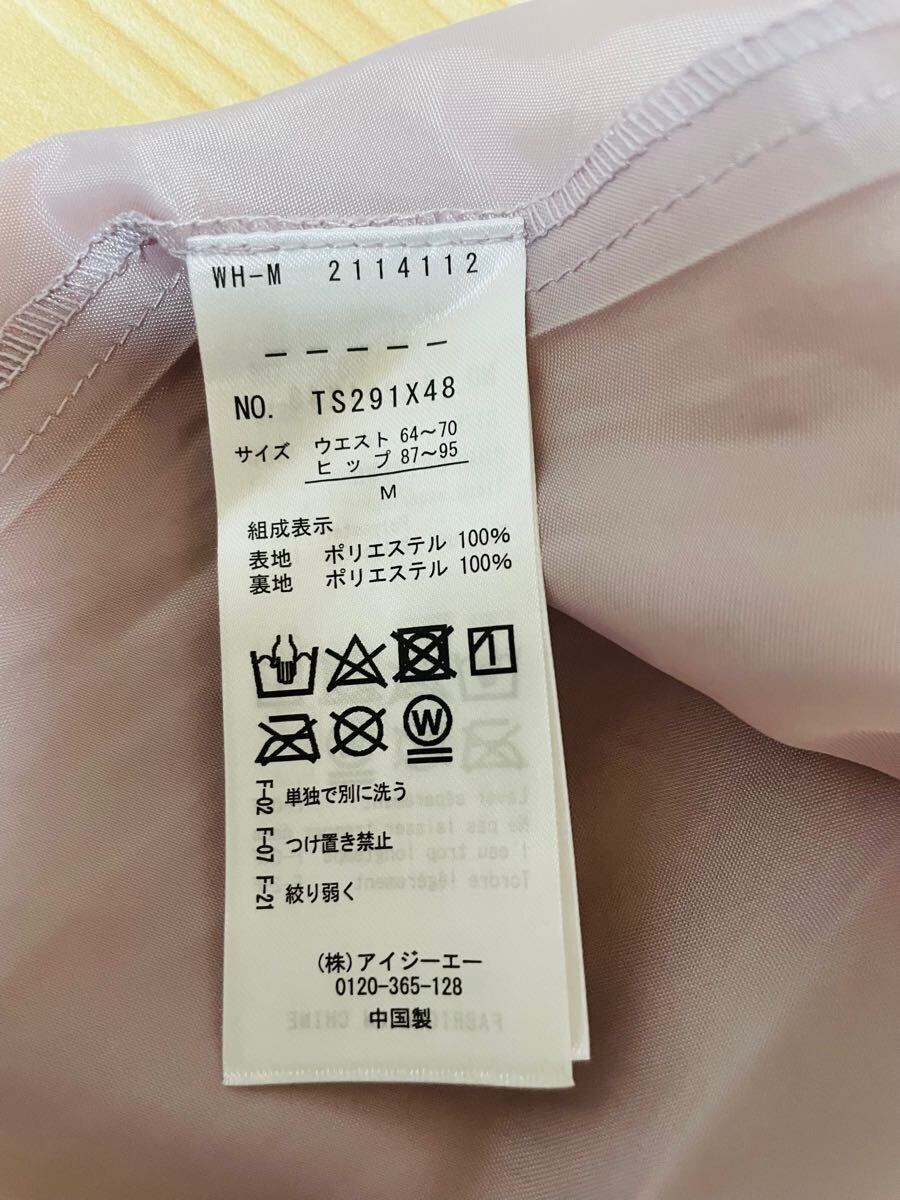 WH-M 2114112
-----
NO. TS291X48
サイズ ウエスト 64〜70
ヒップ 87〜95
M
組成表示
表地 ポリエステル 100%
裏地 ポリエステル 100%
W
F-02 単独で別に洗う
F-07 つけ置き禁止
F-21 絞り弱く
(株)アイジーエー
0120-365-128
中国製